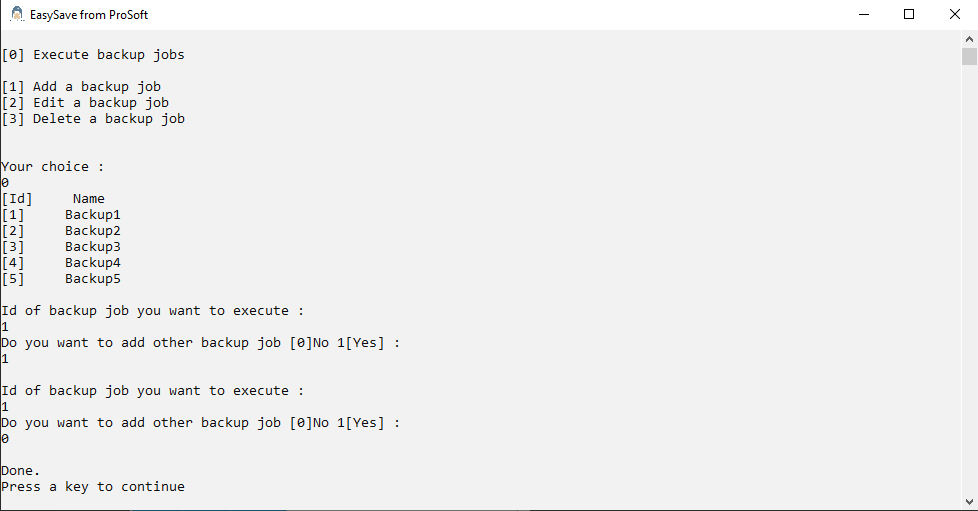 EasySave from ProSoft
[0] Execute backup jobs
[1] Add a backup job
[2] Edit a backup job
[3] Delete a backup job
Your choice :
0
[Id]     Name
[1]     Backup1
[2]     Backup2
[3]     Backup3
[4]     Backup4
[5]     Backup5
Id of backup job you want to execute :
1
Do you want to add other backup job [0]No 1[Yes] :
1
Id of backup job you want to execute :
1
Do you want to add other backup job [0]No 1[Yes] :
0
Done.
Press a key to continue